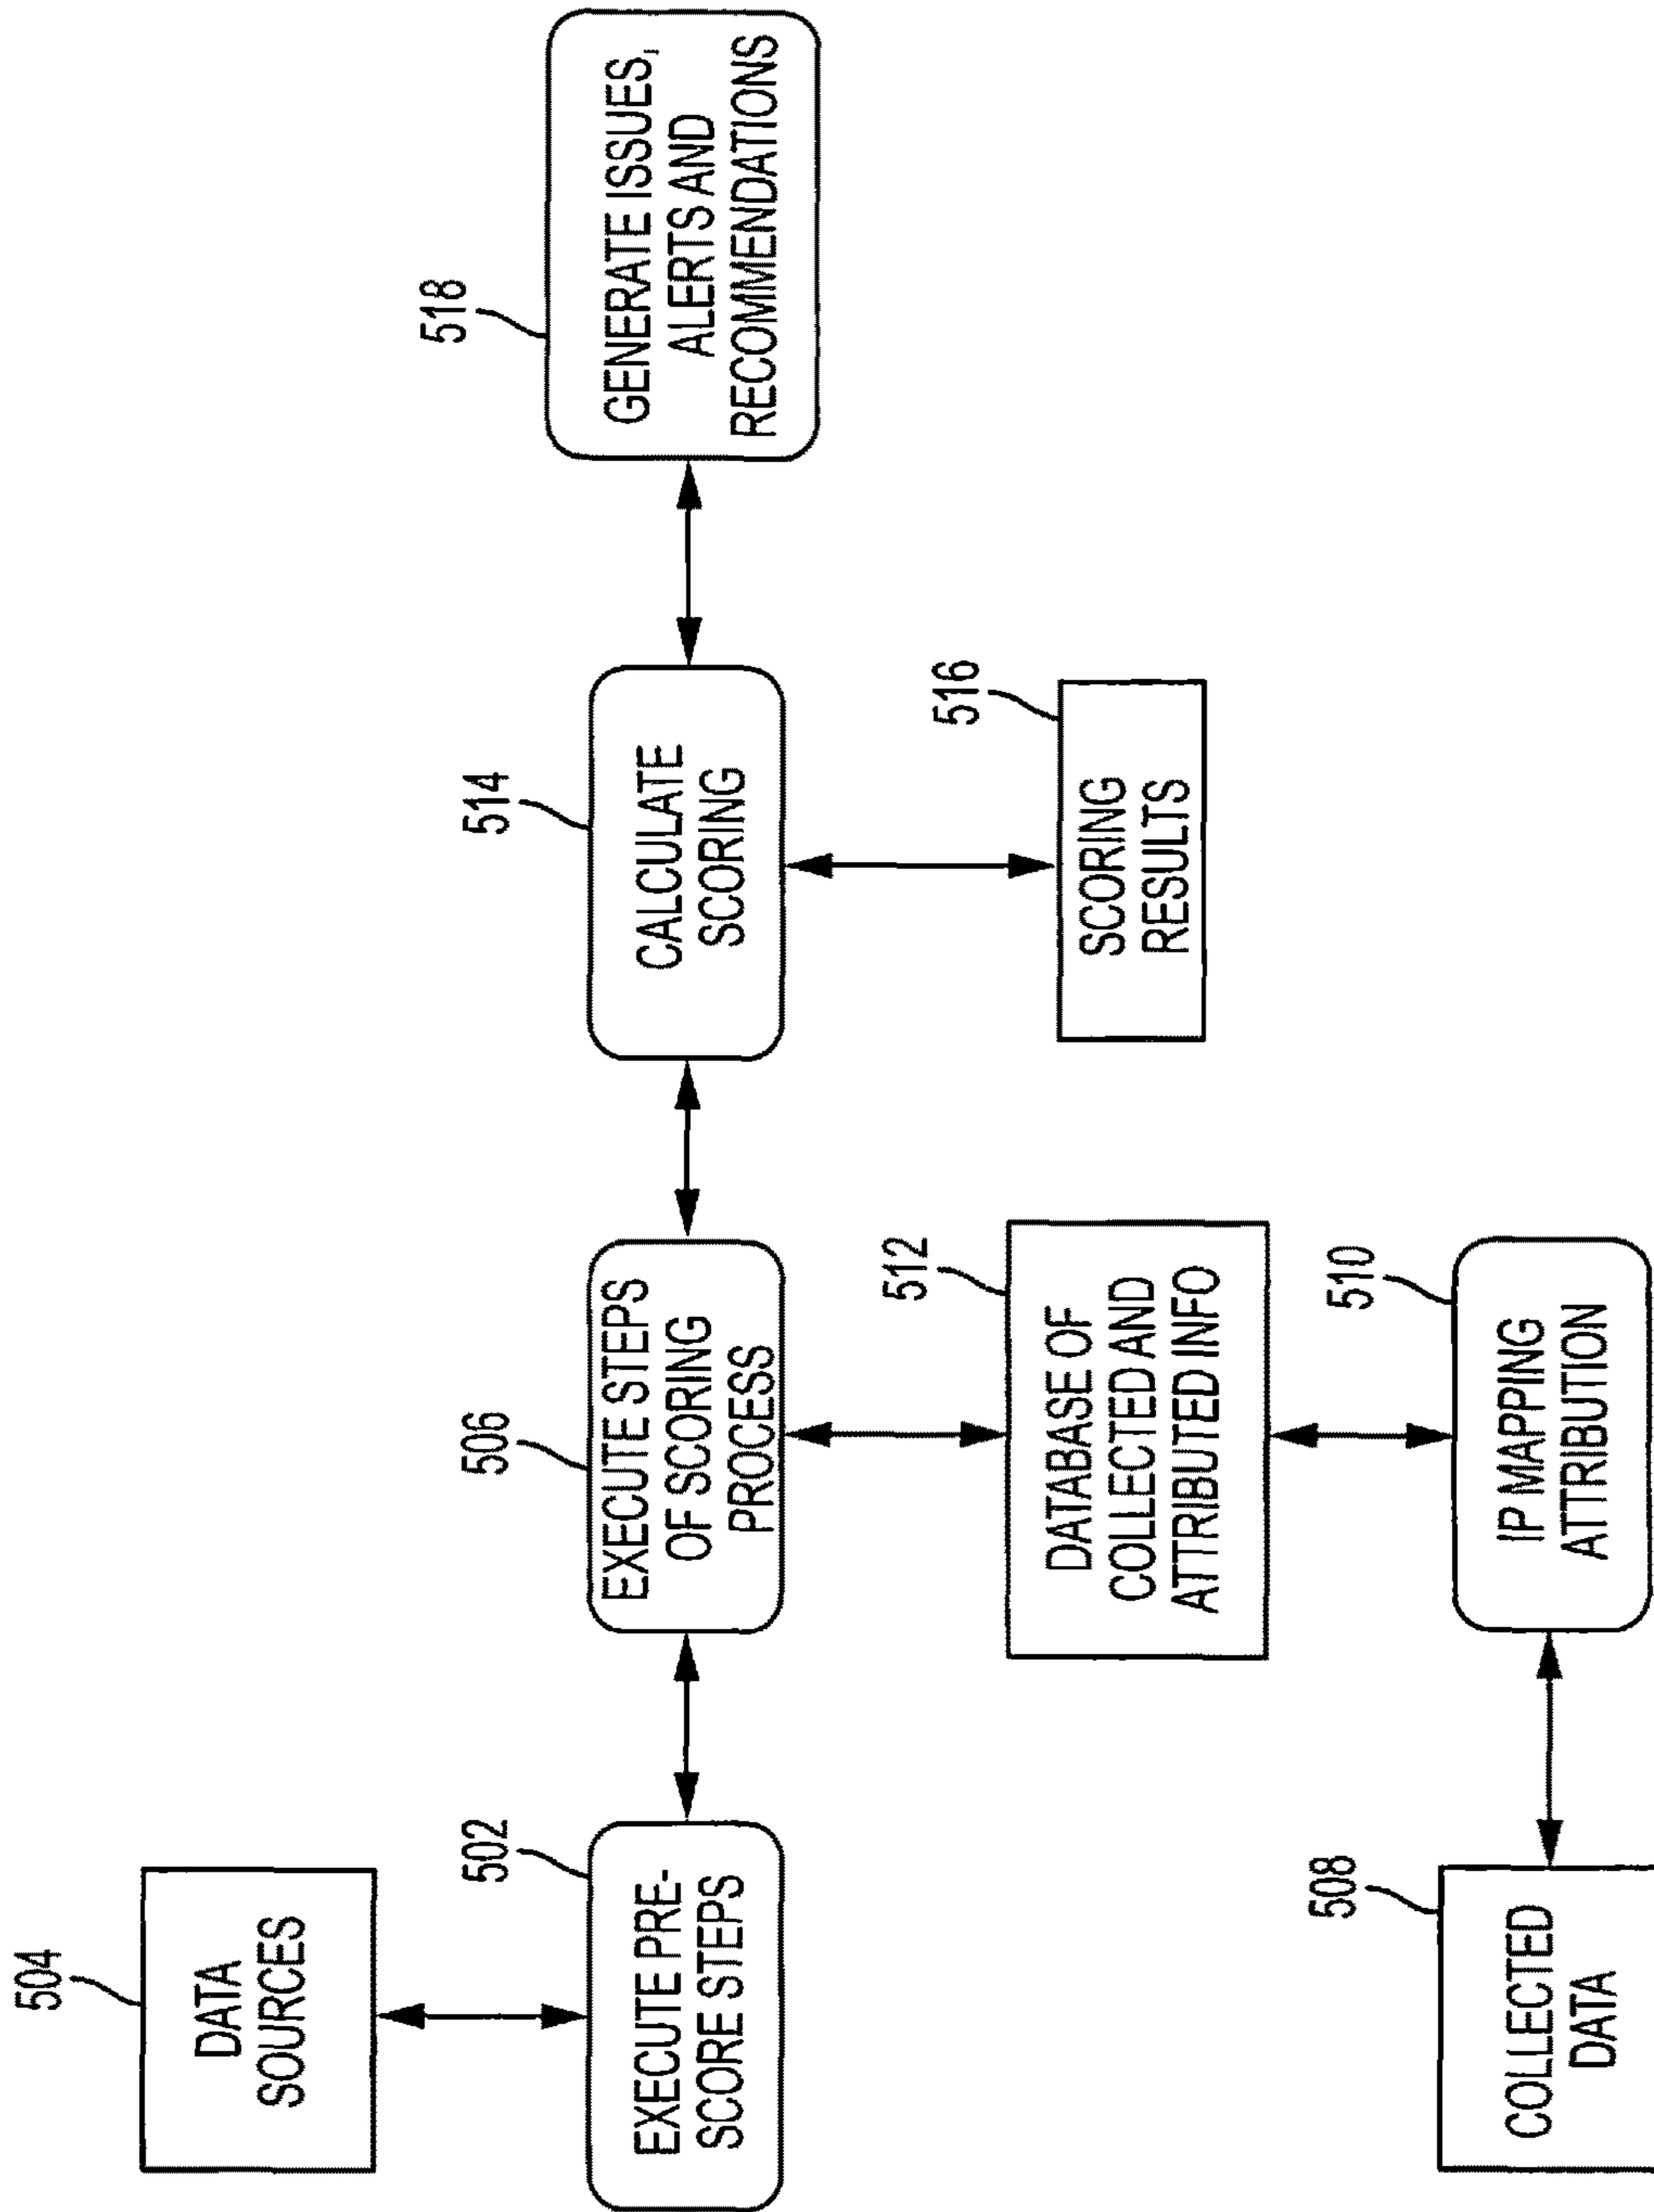 504
DATA
SOURCES
502
EXECUTE PRE-
SCORE STEPS
506
EXECUTE STEPS
OF SCORING
PROCESS
514
CALCULATE
SCORING
518
GENERATE ISSUES,
ALERTS AND
RECOMMENDATIONS
512
DATABASE OF
COLLECTED AND
ATTRIBUTED INFO
516
SCORING
RESULTS
508
COLLECTED
DATA
510
IP MAPPING
ATTRIBUTION